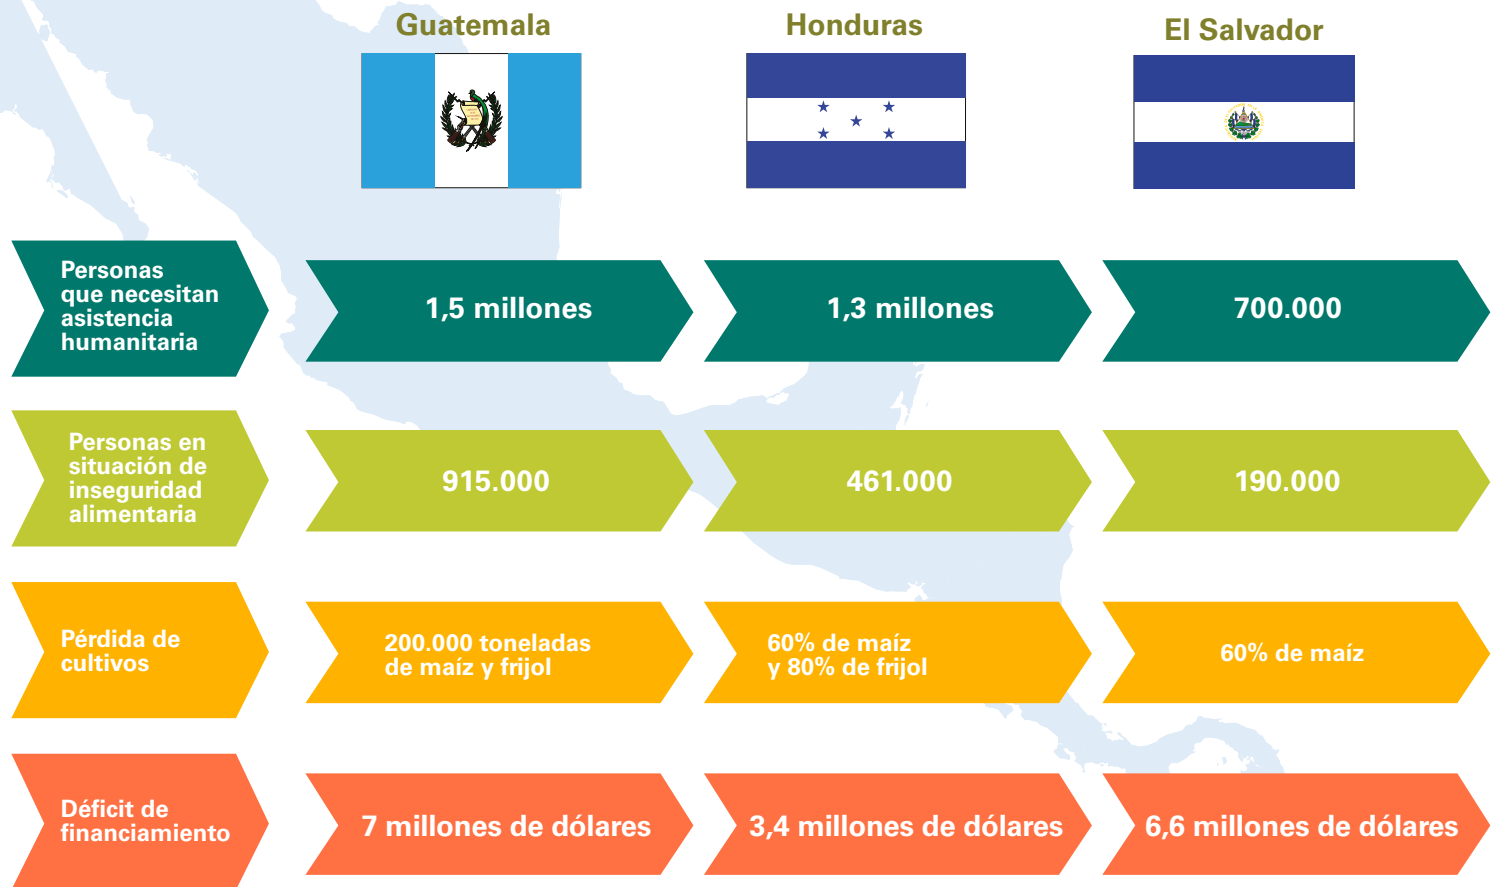 Guatemala
Honduras
El Salvador
Personas
que necesitan
asistencia
humanitaria
1,5 millones
1,3 millones
700.000
Personas en
situación de
inseguridad
alimentaria
915.000
461.000
190.000
Pérdida de
cultivos
200.000 toneladas
de maíz y frijol
60% de maíz
y 80% de frijol
60% de maíz
Déficit de
financiamiento
7 millones de dólares
3,4 millones de dólares
6,6 millones de dólares